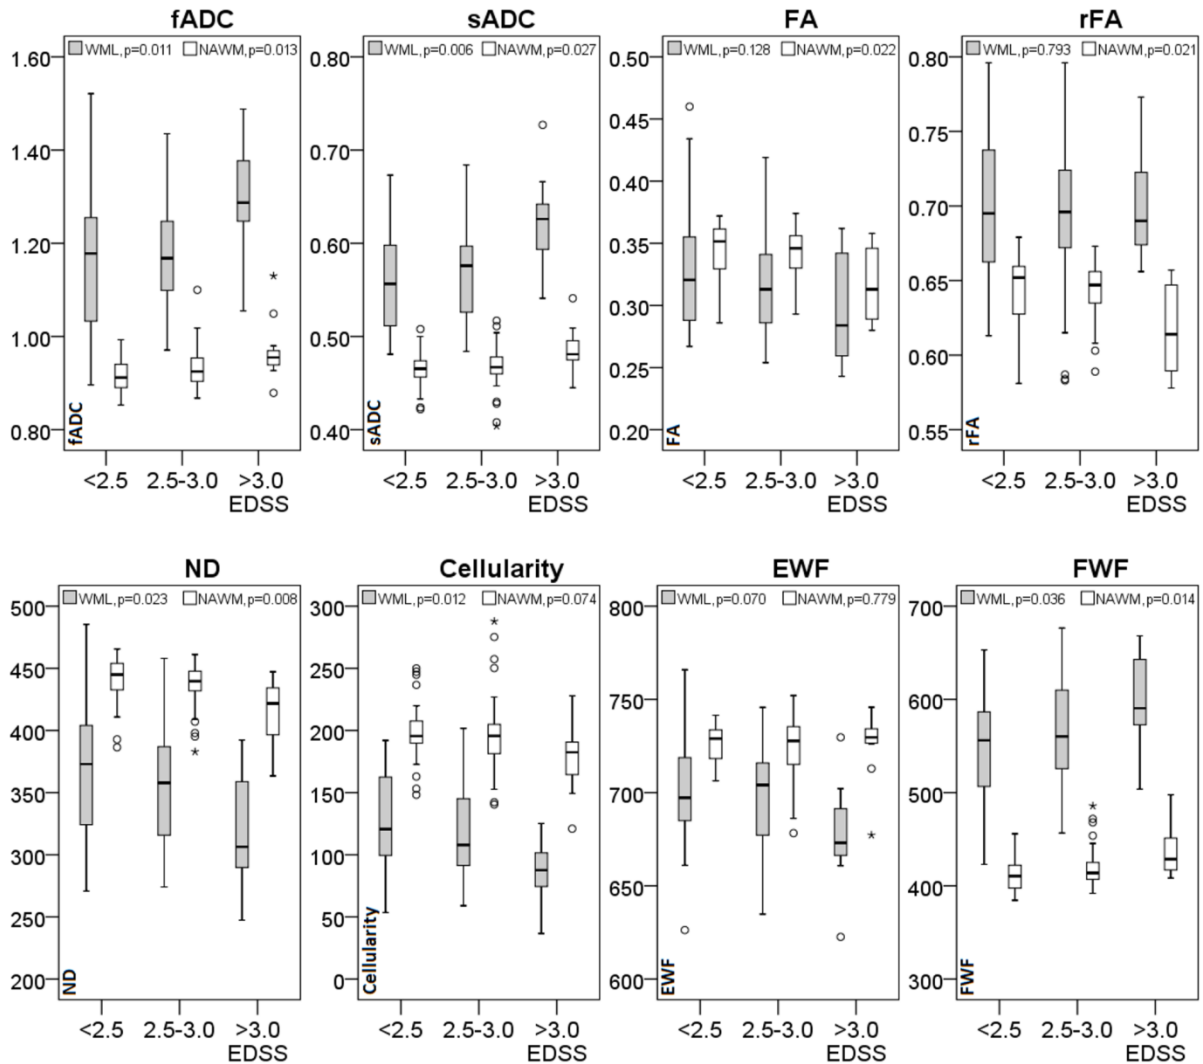 fADC sADC FA rFA
WML,p=0.011 NAWM,p=0.013 WML,p=0.006 NAWM,p=0.027 WML,p=0.128 NAWM,p=0.022 WML,p=0.793 NAWM,p=0.021
1.60 0.80 0.50 0.80
0.45 0.75
1.40 0.70 0.40 0.70
1.20 0.60 0.35
0.30 0.65
1.00 0.50
0.25 0.60
0.80 0.40 0.20 0.55
fADC sADC FA rFA
<2.5 2.5-3.0 >3.0 <2.5 2.5-3.0 >3.0 <2.5 2.5-3.0 >3.0 <2.5 2.5-3.0 >3.0
EDSS EDSS EDSS EDSS
ND Cellularity EWF FWF
WML,p=0.023 NAWM,p=0.008 WML,p=0.012 NAWM,p=0.074 WML,p=0.070 NAWM,p=0.779 WML,p=0.036 NAWM,p=0.014
500 300 800 700
450 250
400 200 750 600
350 150 700 500
300 100
250 50 650 400
200 0 600 300
ND Cellularity EWF FWF
<2.5 2.5-3.0 >3.0 <2.5 2.5-3.0 >3.0 <2.5 2.5-3.0 >3.0 <2.5 2.5-3.0 >3.0
EDSS EDSS EDSS EDSS